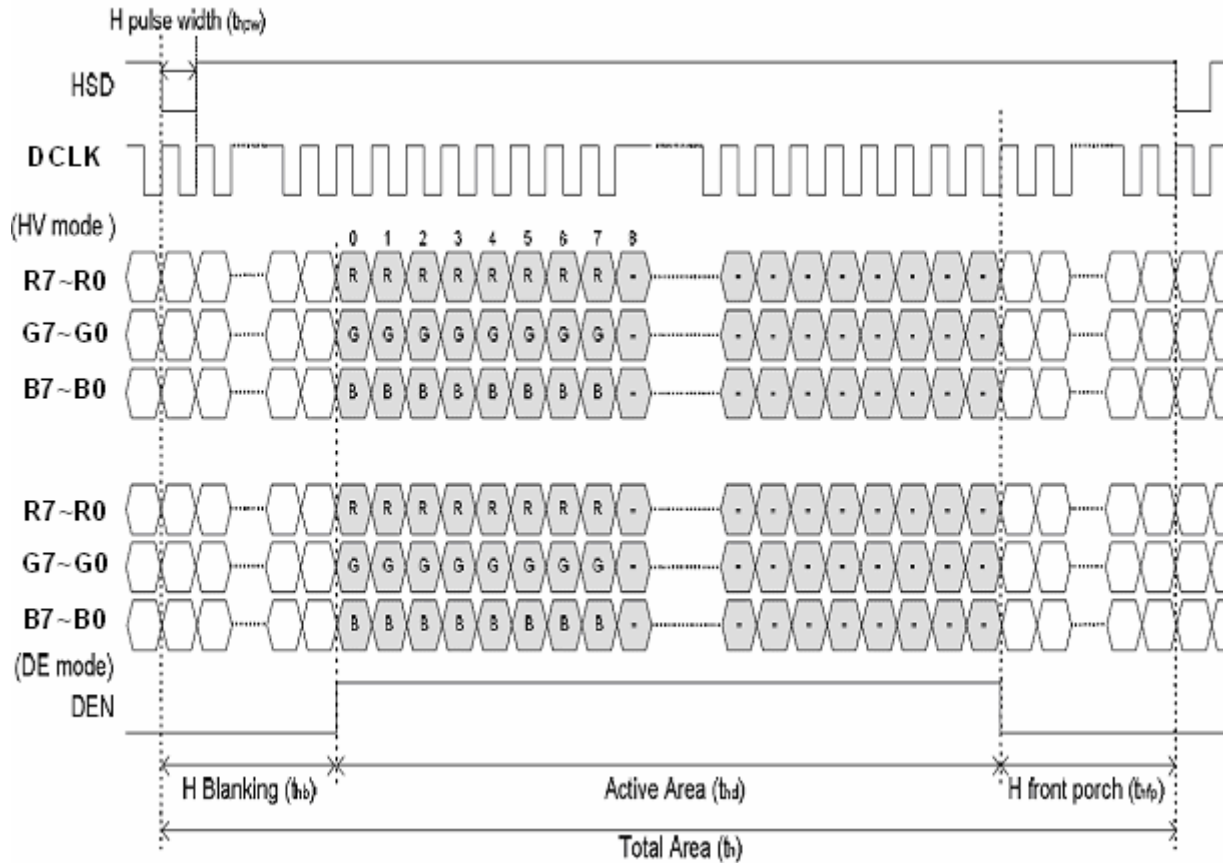 H pulse width (thpw)
HSD
DCLK
(HV mode )
0 1 2 3 4 5 6 7 8
R7~R0 R R R R R R R R - - - - - - - - -
G7~G0 G G G G G G G G - - - - - - - - -
B7~B0 B B B B B B B B - - - - - - - - -
R7~R0 R R R R R R R R - - - - - - - - -
G7~G0 G G G G G G G G - - - - - - - - -
B7~B0 B B B B B B B B - - - - - - - - -
(DE mode)
DEN
H Blanking (thb) Active Area (thd) H front porch (thfp)
Total Area (th)